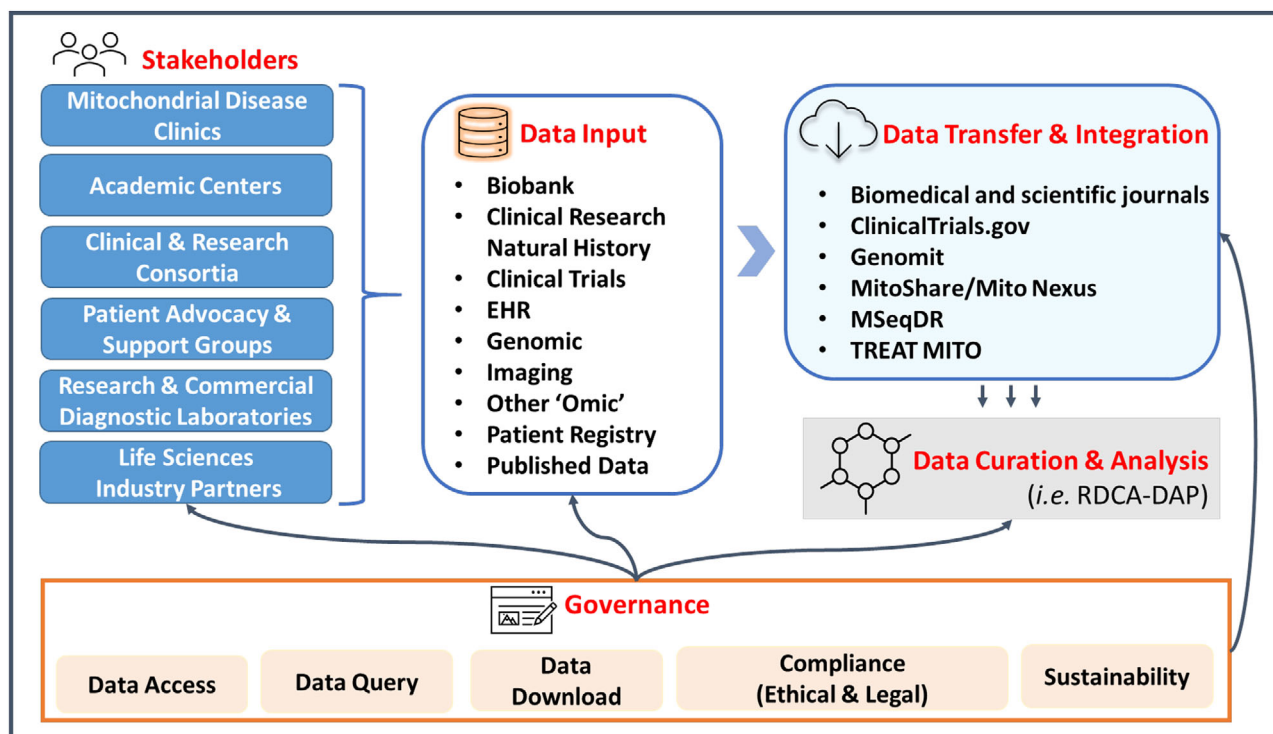 Stakeholders
Mitochondrial Disease
Clinics
Academic Centers
Clinical & Research
Consortia
Patient Advocacy &
Support Groups
Research & Commercial
Diagnostic Laboratories
Life Sciences
Industry Partners
Data Input
• Biobank
• Clinical Research
Natural History
• Clinical Trials
• EHR
• Genomic
• Imaging
• Other ‘Omic’
• Patient Registry
• Published Data
Data Transfer & Integration
• Biomedical and scientific journals
• ClinicalTrials.gov
• Genomit
• MitoShare/Mito Nexus
• MSeqDR
• TREAT MITO
Data Curation & Analysis
(i.e. RDCA-DAP)
Governance
Data Access
Data Query
Data
Download
Compliance
(Ethical & Legal)
Sustainability